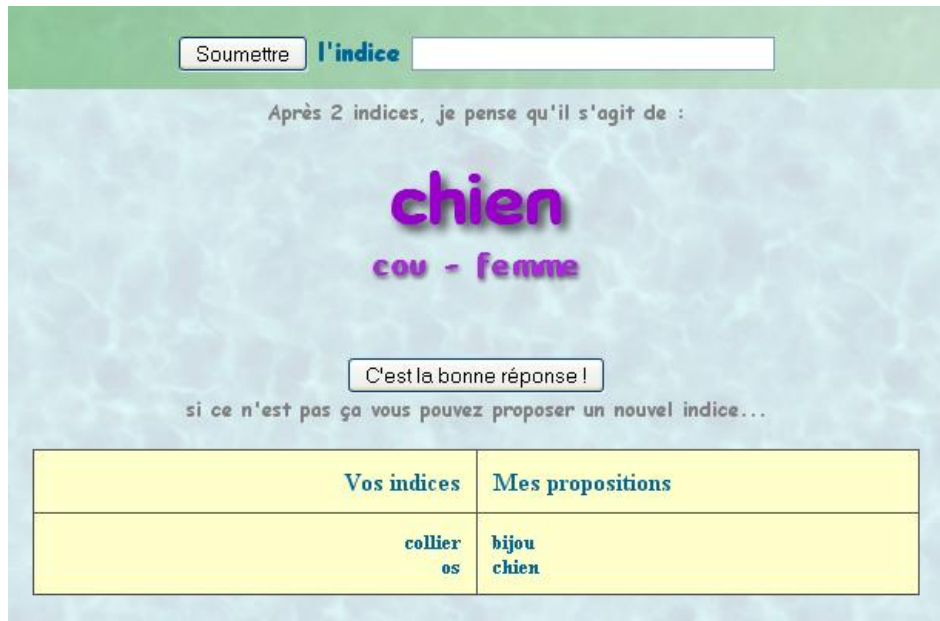 Soumettre l'indice
Après 2 indices, je pense qu'il s'agit de :
chien
cou - femme
C'est la bonne réponse !
si ce n'est pas ça vous pouvez proposer un nouvel indice...
Vos indices Mes propositions
collier bijou
os chien